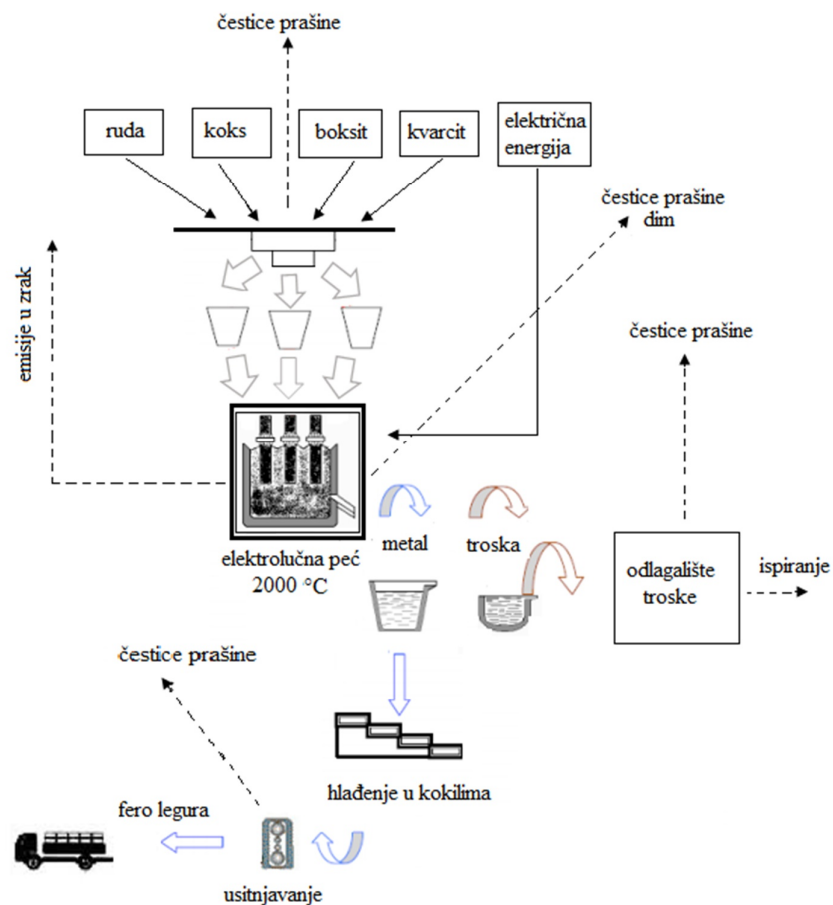 čestice prašine
ruda
koks
boksit
kvarcit
električna
energija
čestice prašine
dim
emisije u zrak
čestice prašine
metal
troska
elektrolučna peć
2000 °C
odlagalište
troske
ispiranje
čestice prašine
hlađenje u kokilima
fero legura
usitnjavanje